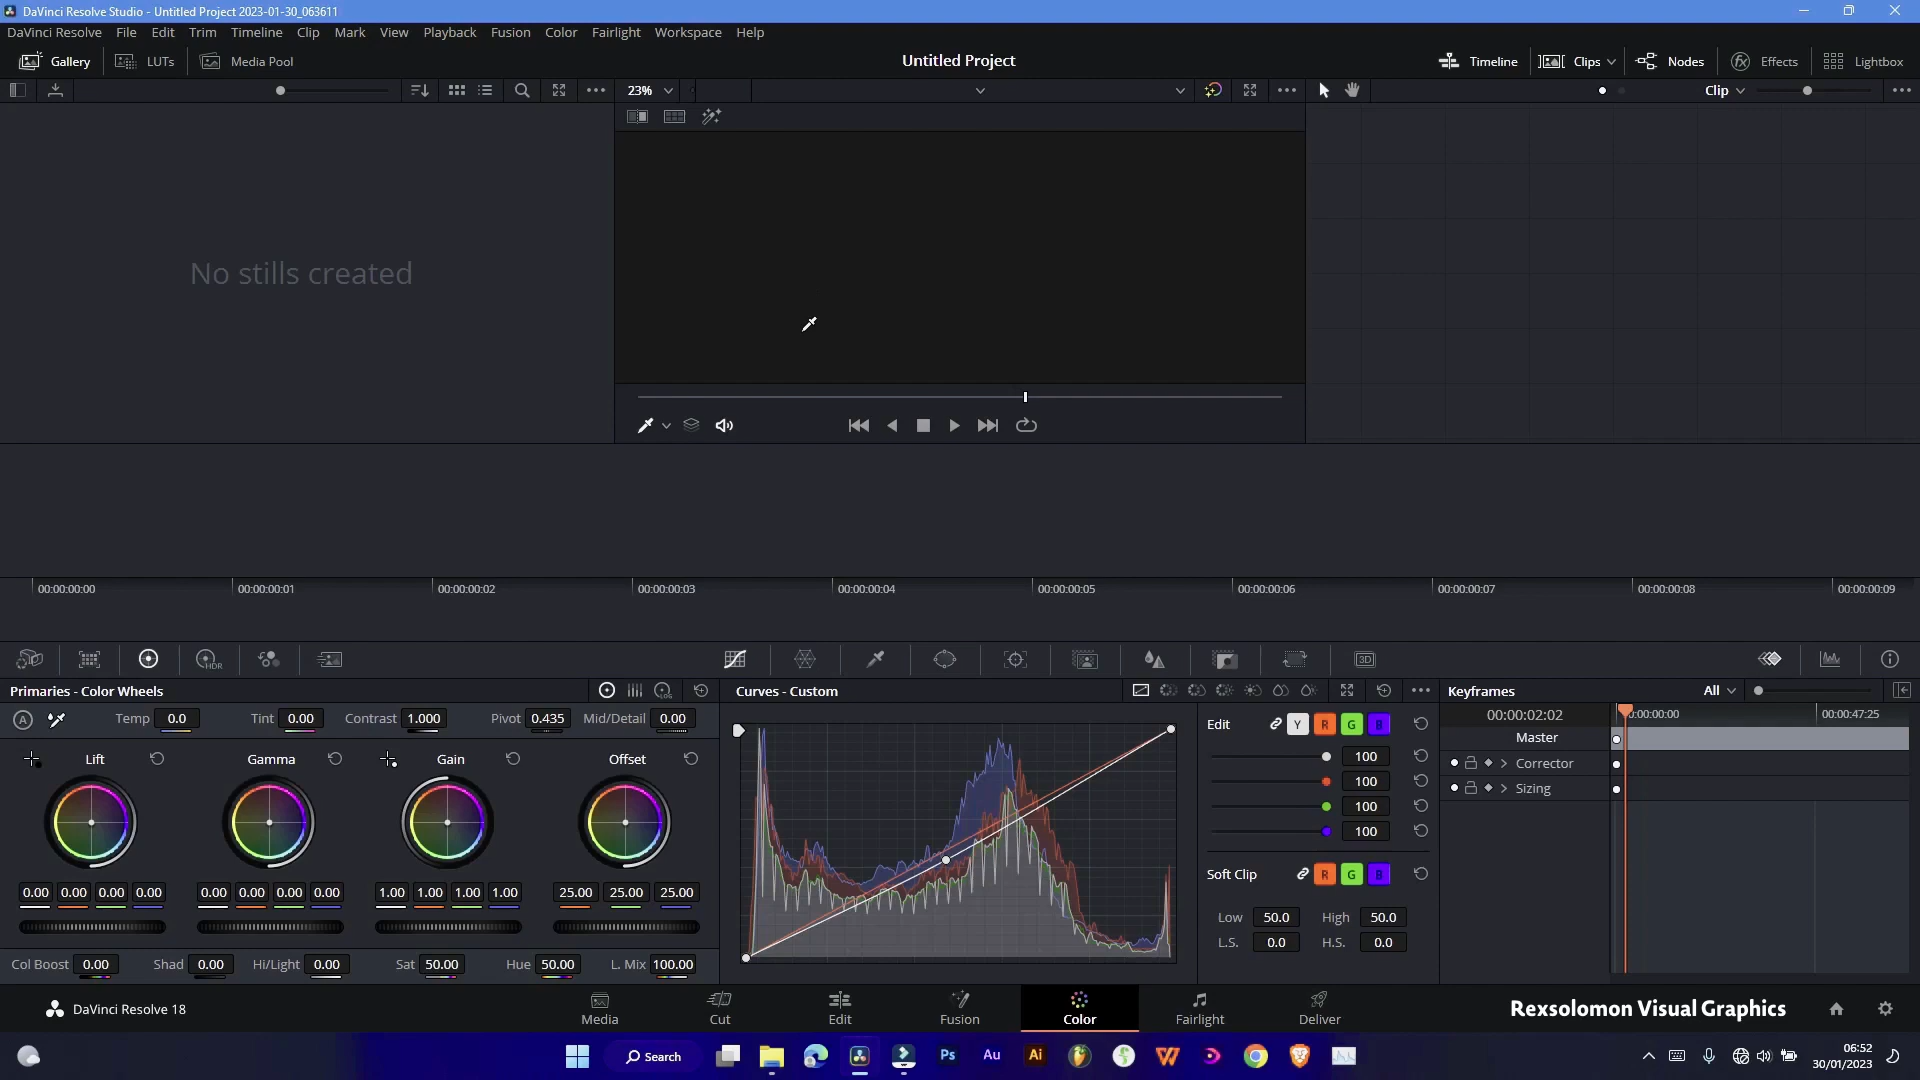 DaVinci Resolve Studio - Untitled Project 2023-01-30_063611
DaVinci Resolve File Edit Trim Timeline Clip Mark View Playback Fusion Color Fairlight Workspace Help
Gallery LUTs Media Pool Untitled Project Timeline Clips Nodes Effects Lightbox
23% Clip
No stills created
00:00:00:00 00:00:00:01 00:00:00:02 00:00:00:03 00:00:00:04 00:00:00:05 00:00:00:06 00:00:00:07 00:00:00:08 00:00:00:09
HDR 3D
Primaries - Color Wheels LOG Curves - Custom Keyframes All
A Temp 0.0 Tint 0.00 Contrast 1.000 Pivot 0.435 Mid/Detail 0.00
Edit Y R G B
00:00:02:02 0:00:00:00 00:00:47:25
Master
Lift Gamma Gain Offset
100
100
100
100
Corrector
Sizing
Soft Clip R G B
0.00 0.00 0.00 0.00 0.00 0.00 0.00 0.00 1.00 1.00 1.00 1.00 25.00 25.00 25.00
Low 50.0 High 50.0
L.S. 0.0 H.S. 0.0
Col Boost 0.00 Shad 0.00 Hi/Light 0.00 Sat 50.00 Hue 50.00 L. Mix 100.00
DaVinci Resolve 18 Media Cut Edit Fusion Color Fairlight Deliver Rexsolomon Visual Graphics
Search Ps Au Ai
06:52
30/01/2023